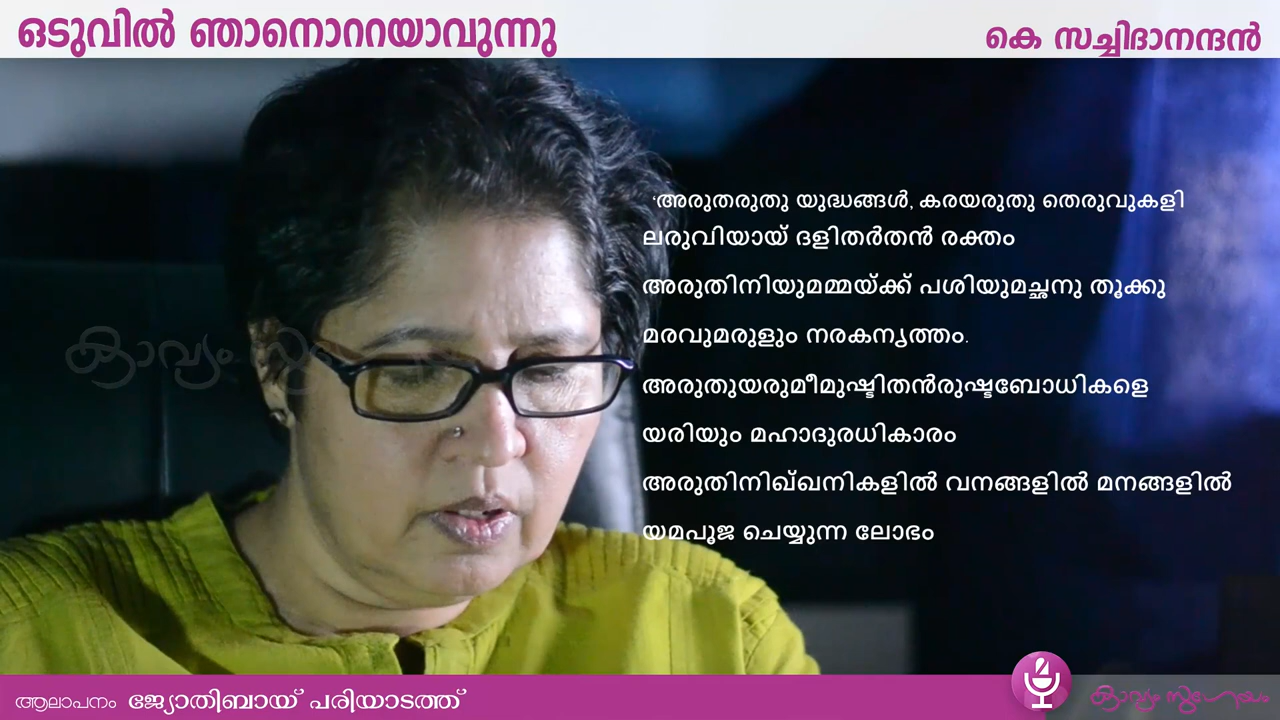 ഒടുവിൽ ഞാനൊററയാവുന്നു
കെ സച്ചിദാനന്ദൻ
‘അരുതരുതു യുദ്ധങ്ങൾ, കരയരുതു തെരുവുകളി
ലരുവിയായ് ദളിതർതൻ രക്തം
അരുതിനിയുമമ്മയ്ക്ക് പശിയുമച്ഛനു തൂക്കു
മരവുമരുളും നരകനൃത്തം.
അരുതുയരുമീമുഷ്ടിതൻരുഷ്ടബോധികളെ
യരിയും മഹാദുരധികാരം
അരുതിനിഖ്ഖനികളിൽ വനങ്ങളിൽ മനങ്ങളിൽ
യമപൂജ ചെയ്യുന്ന ലോഭം
കാവ്യം സു
ആലാപനം ജ്യോതിബായ് പരിയാടത്ത്
കാവ്യം സുഗേയം